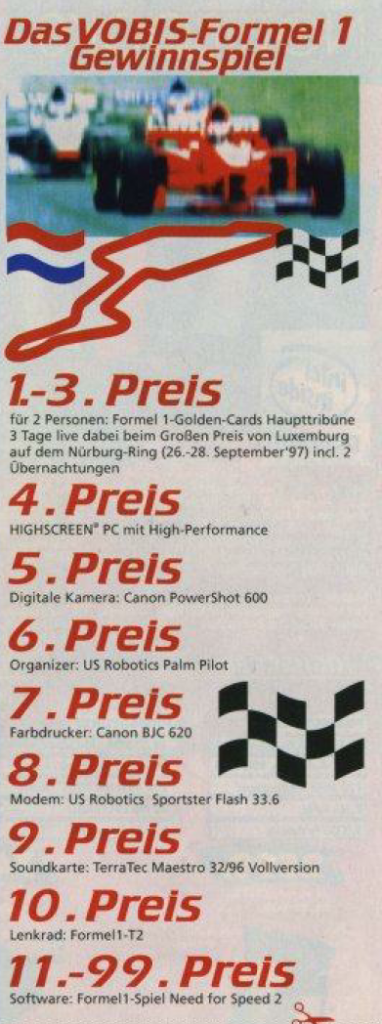 Das VOBIS-Formel 1
Gewinnspiel
1.-3. Preis
für 2 Personen: Formel 1-Golden-Cards Haupttribüne
3 Tage live dabei beim Großen Preis von Luxemburg
auf dem Nürburg-Ring (26.-28. September'97) incl. 2
Übernachtungen
4. Preis
HIGHSCREEN® PC mit High-Performance
5. Preis
Digitale Kamera: Canon PowerShot 600
6. Preis
Organizer: US Robotics Palm Pilot
7. Preis
Farbdrucker: Canon BJC 620
8. Preis
Modem: US Robotics Sportster Flash 33.6
9. Preis
Soundkarte: TerraTec Maestro 32/96 Vollversion
10. Preis
Lenkrad: Formel1-T2
11.-99. Preis
Software: Formel1-Spiel Need for Speed 2